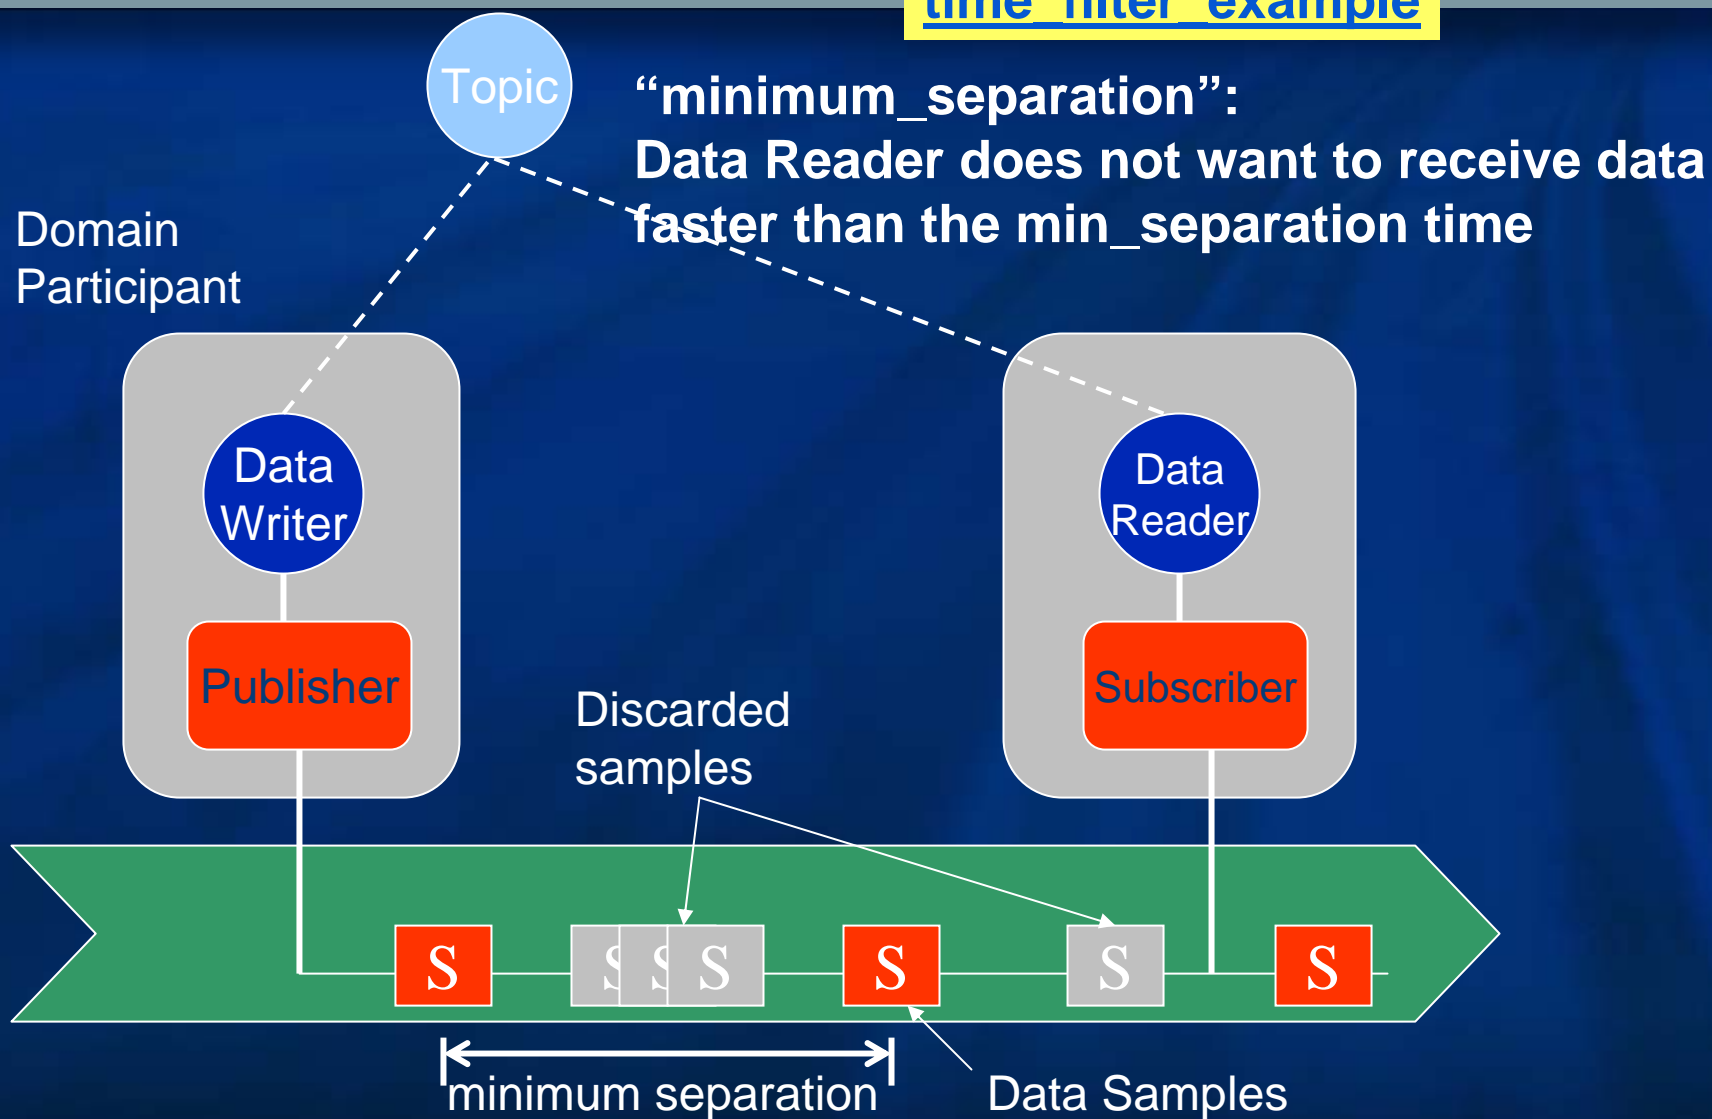 time_filter_example
Topic
“minimum_separation”:
Data Reader does not want to receive data
faster than the min_separation time
Domain
Participant
Data
Writer
Data
Reader
Publisher
Subscriber
Discarded
samples
S
S
S
S
S
S
S
minimum separation
Data Samples